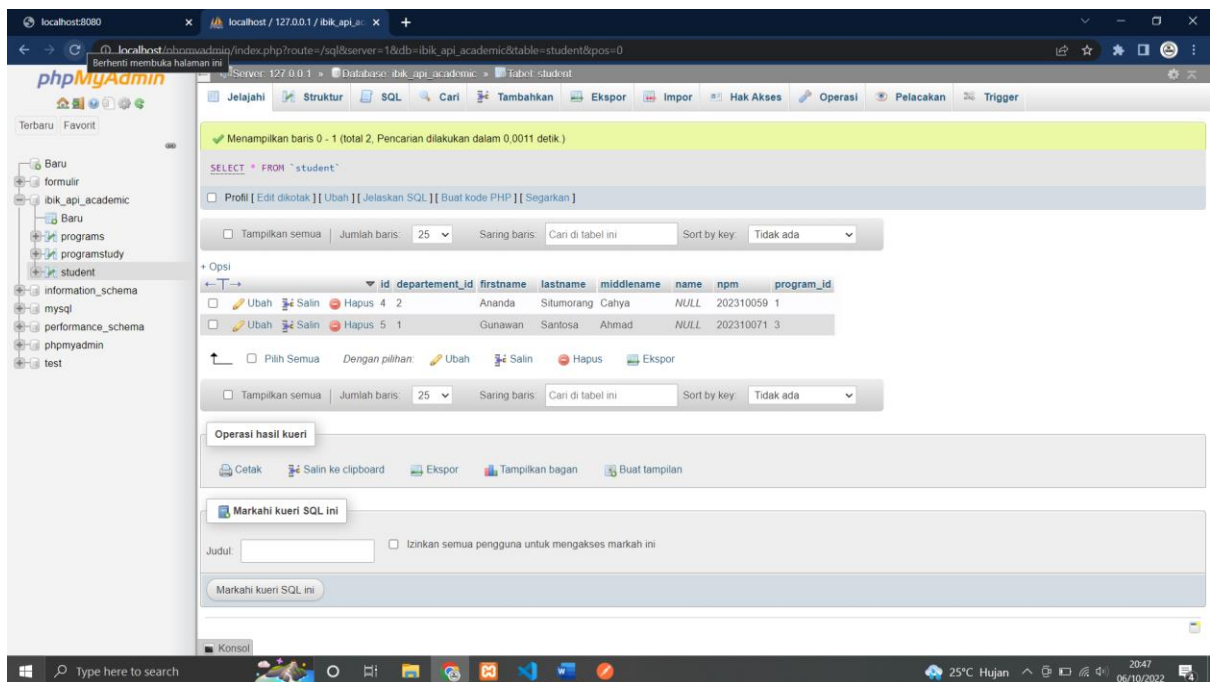 localhost:8080
localhost / 127.0.0.1 / ibik_api_ac
localhost/phpmyadmin/index.php?route=/sql&server=1&db=ibik_api_academic&table=student&pos=0
Berhenti membuka halaman ini
phpMyAdmin
Server: 127.0.0.1 » Database: ibik_api_academic » Tabel: student
Jelajahi Struktur SQL Cari Tambahkan Ekspor Impor Hak Akses Operasi Pelacakan Trigger
Terbaru Favorit
Baru
formulir
ibik_api_academic
Baru
programs
programstudy
student
information_schema
mysql
performance_schema
phpmyadmin
test
Menampilkan baris 0 - 1 (total 2, Pencarian dilakukan dalam 0,0011 detik.)
SELECT * FROM `student`
Profil [ Edit dikotak ] [ Ubah ] [ Jelaskan SQL ] [ Buat kode PHP ] [ Segarkan ]
Tampilkan semua Jumlah baris: 25 Saring baris: Cari di tabel ini Sort by key: Tidak ada
+ Opsi
←T→ id departement_id firstname lastname middlename name npm program_id
Ubah Salin Hapus 4 2 Ananda Situmorang Cahya NULL 202310059 1
Ubah Salin Hapus 5 1 Gunawan Santosa Ahmad NULL 202310071 3
Pilih Semua Dengan pilihan: Ubah Salin Hapus Ekspor
Tampilkan semua Jumlah baris: 25 Saring baris: Cari di tabel ini Sort by key: Tidak ada
Operasi hasil kueri
Cetak Salin ke clipboard Ekspor Tampilkan bagan Buat tampilan
Markahi kueri SQL ini
Judul: Izinkan semua pengguna untuk mengakses markah ini
Markahi kueri SQL ini
Konsol
Type here to search
25°C Hujan
20:47
06/10/2022
4